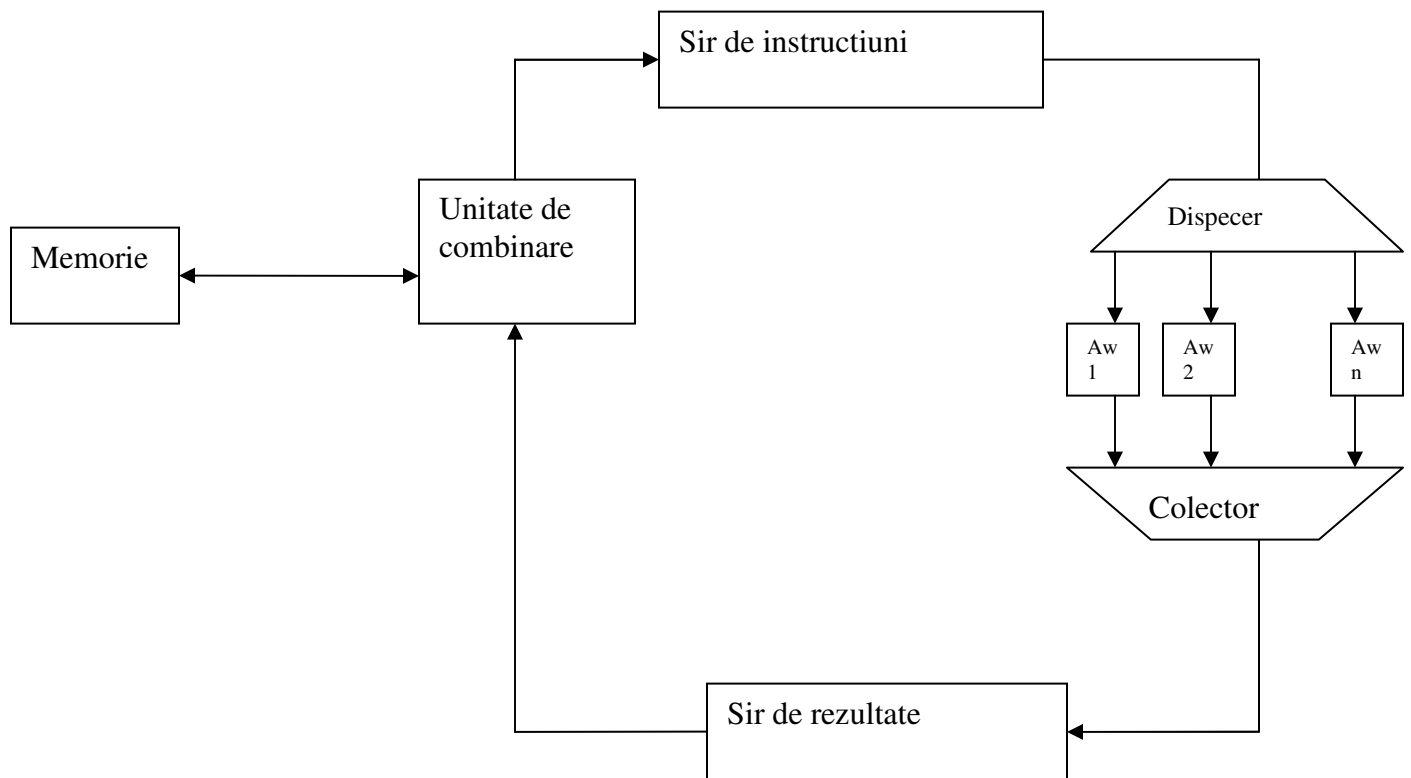 Sir de instructiuni
Unitate de
combinare
Memorie
Dispecer
Aw
1
Aw
2
Aw
n
Colector
Sir de rezultate